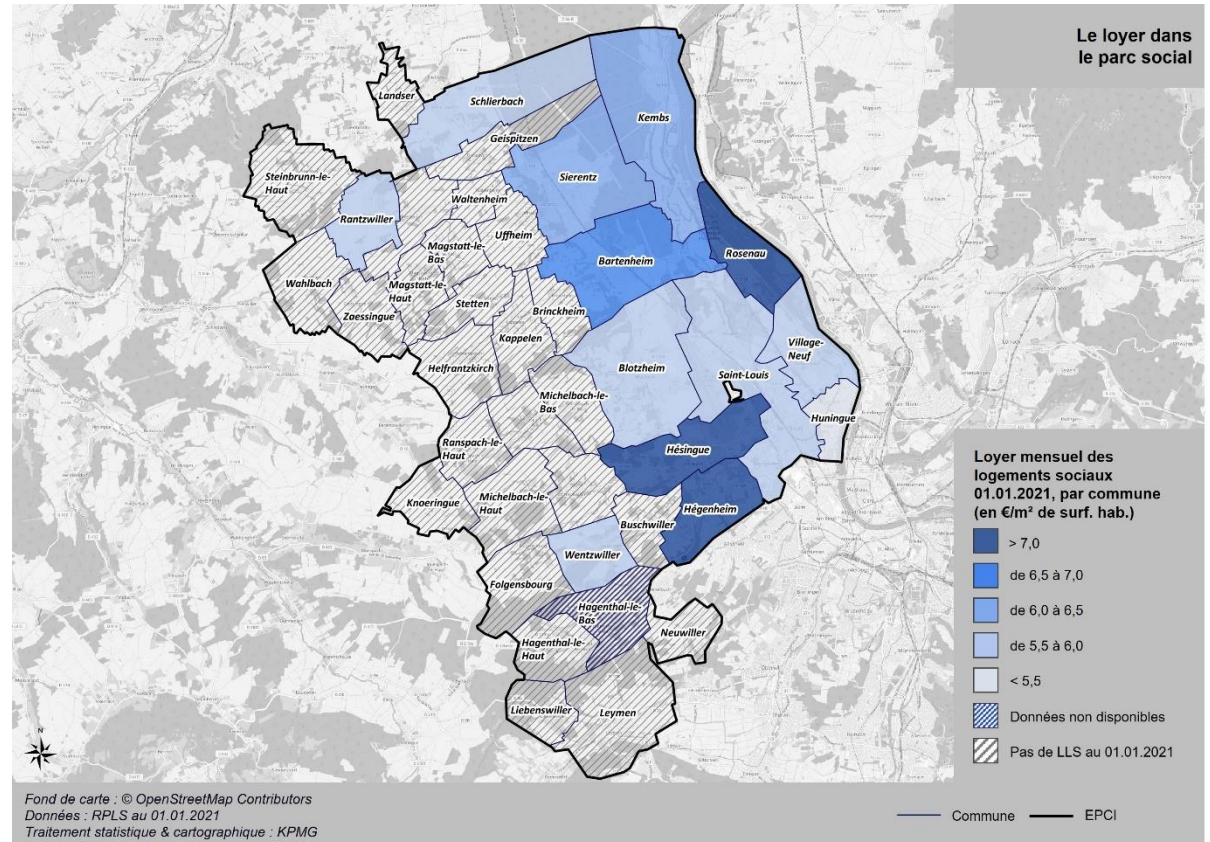 Le loyer dans
le parc social
Landser
Schlierbach
Kembs
Geispitzen
Steinbrunn-le-
Haut
Sierentz
Rantzwiller
Waltenheim
Uffheim
Magstatt-le-
Bas
Bartenheim
Rosenau
Wahlbach
Magstatt-le-
Haut
Stetten
Zaessingue
Brinckheim
Kappelen
Village-
Neuf
Helfrantzkirch
Blotzheim
Saint-Louis
Michelbach-le-
Bas
Huningue
Ranspach-le-
Haut
Hésingue
Knoeringue
Michelbach-le-
Haut
Hégenheim
Buschwiller
Wentzwiller
Folgensbourg
Hagenthal-le-
Bas
Neuwiller
Hagenthal-le-
Haut
Liebenswiller
Leymen
Loyer mensuel des
logements sociaux
01.01.2021, par commune
(en €/m² de surf. hab.)
> 7,0
de 6,5 à 7,0
de 6,0 à 6,5
de 5,5 à 6,0
< 5,5
Données non disponibles
Pas de LLS au 01.01.2021
N
Fond de carte : © OpenStreetMap Contributors
Données : RPLS au 01.01.2021
Traitement statistique & cartographique : KPMG
Commune
EPCI